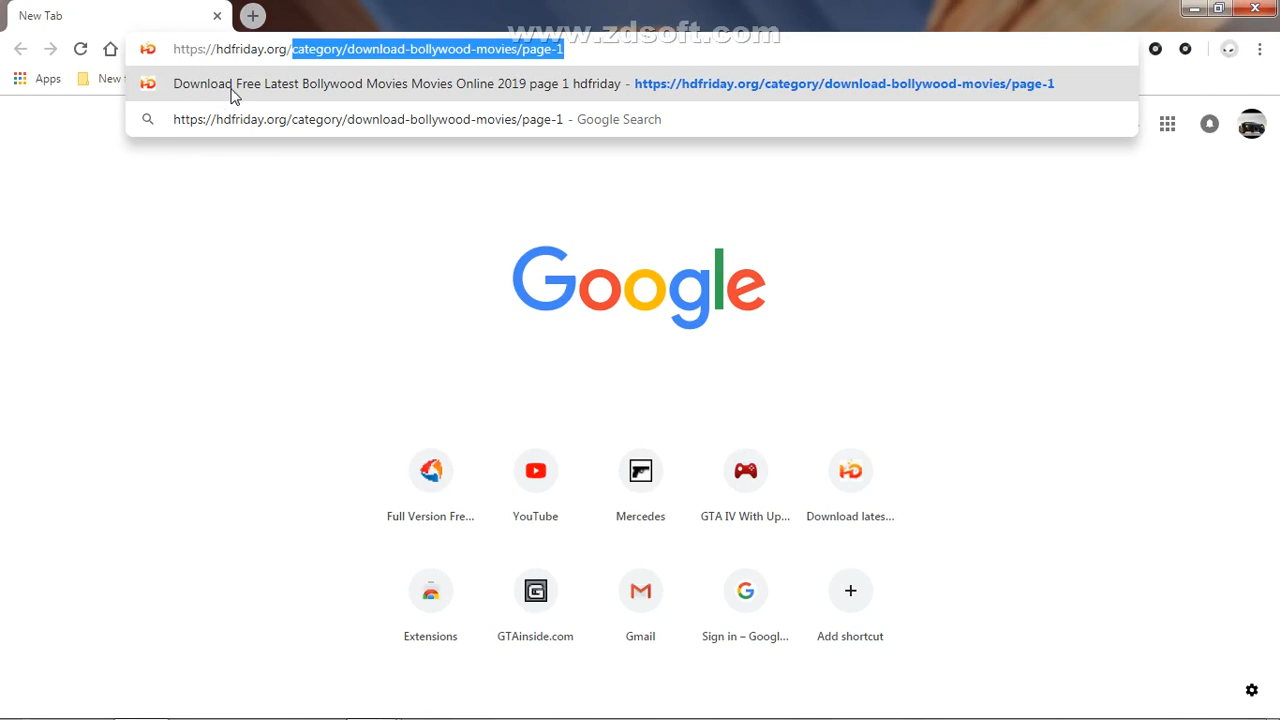 New Tab
www.zdsoft.com
https://hdfriday.org/category/download-bollywood-movies/page-1
Apps
New t
Download Free Latest Bollywood Movies Movies Online 2019 page 1 hdfriday - https://hdfriday.org/category/download-bollywood-movies/page-1
https://hdfriday.org/category/download-bollywood-movies/page-1 - Google Search
Google
Full Version Fre...
YouTube
Mercedes
GTA IV With Up...
Download lates...
Extensions
GTAinside.com
Gmail
Sign in – Googl...
Add shortcut